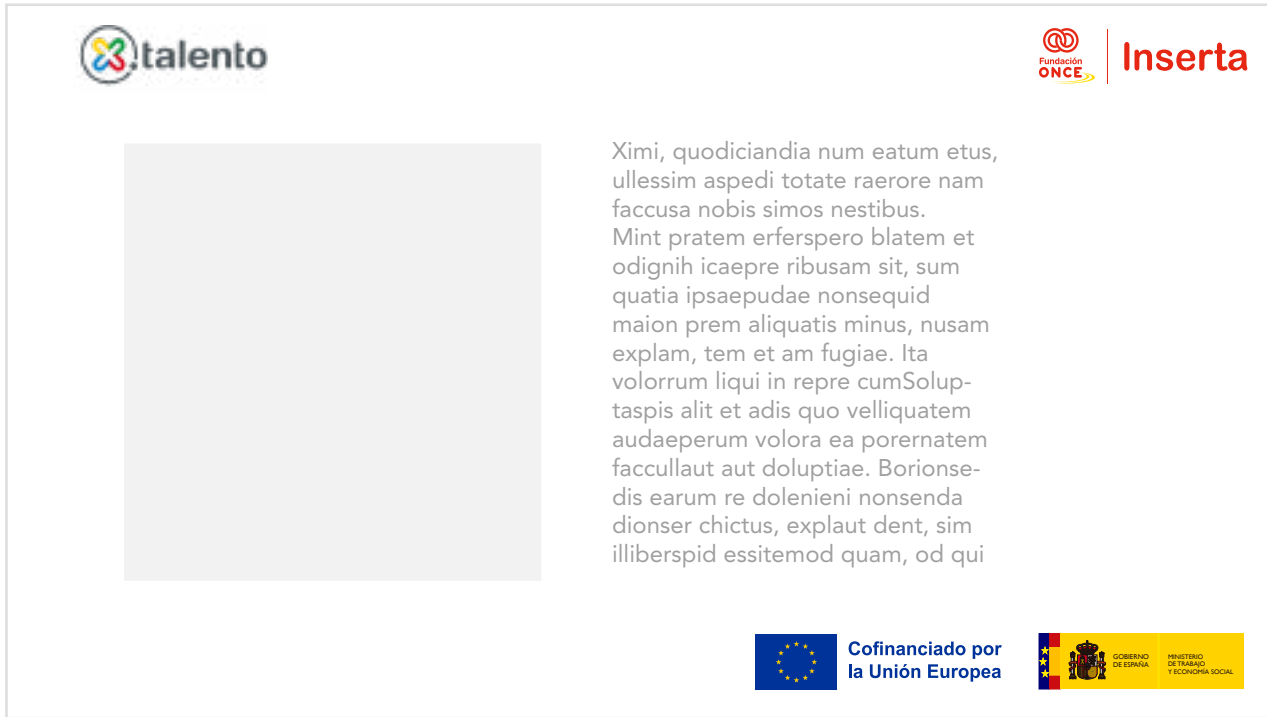 talento
Fundación
ONCE
Inserta
Ximi, quodiciandia num eatum etus,
ullessim aspedi totate raerore nam
faccusa nobis simos nestibus.
Mint pratem erferspero blatem et
odignih icaepre ribusam sit, sum
quatia ipsaepudae nonsequid
maion prem aliquatis minus, nusam
explam, tem et am fugiae. Ita
volorrum liqui in repre cumSolup-
taspis alit et adis quo velliquatem
audaeperum volora ea porernatem
faccullaut aut doluptiae. Borionse-
dis earum re dolenieni nonsenda
dionser chictus, explaut dent, sim
illiberspid essitemod quam, od qui
Cofinanciado por
la Unión Europea
GOBIERNO
DE ESPAÑA
MINISTERIO
DE TRABAJO
Y ECONOMÍA SOCIAL